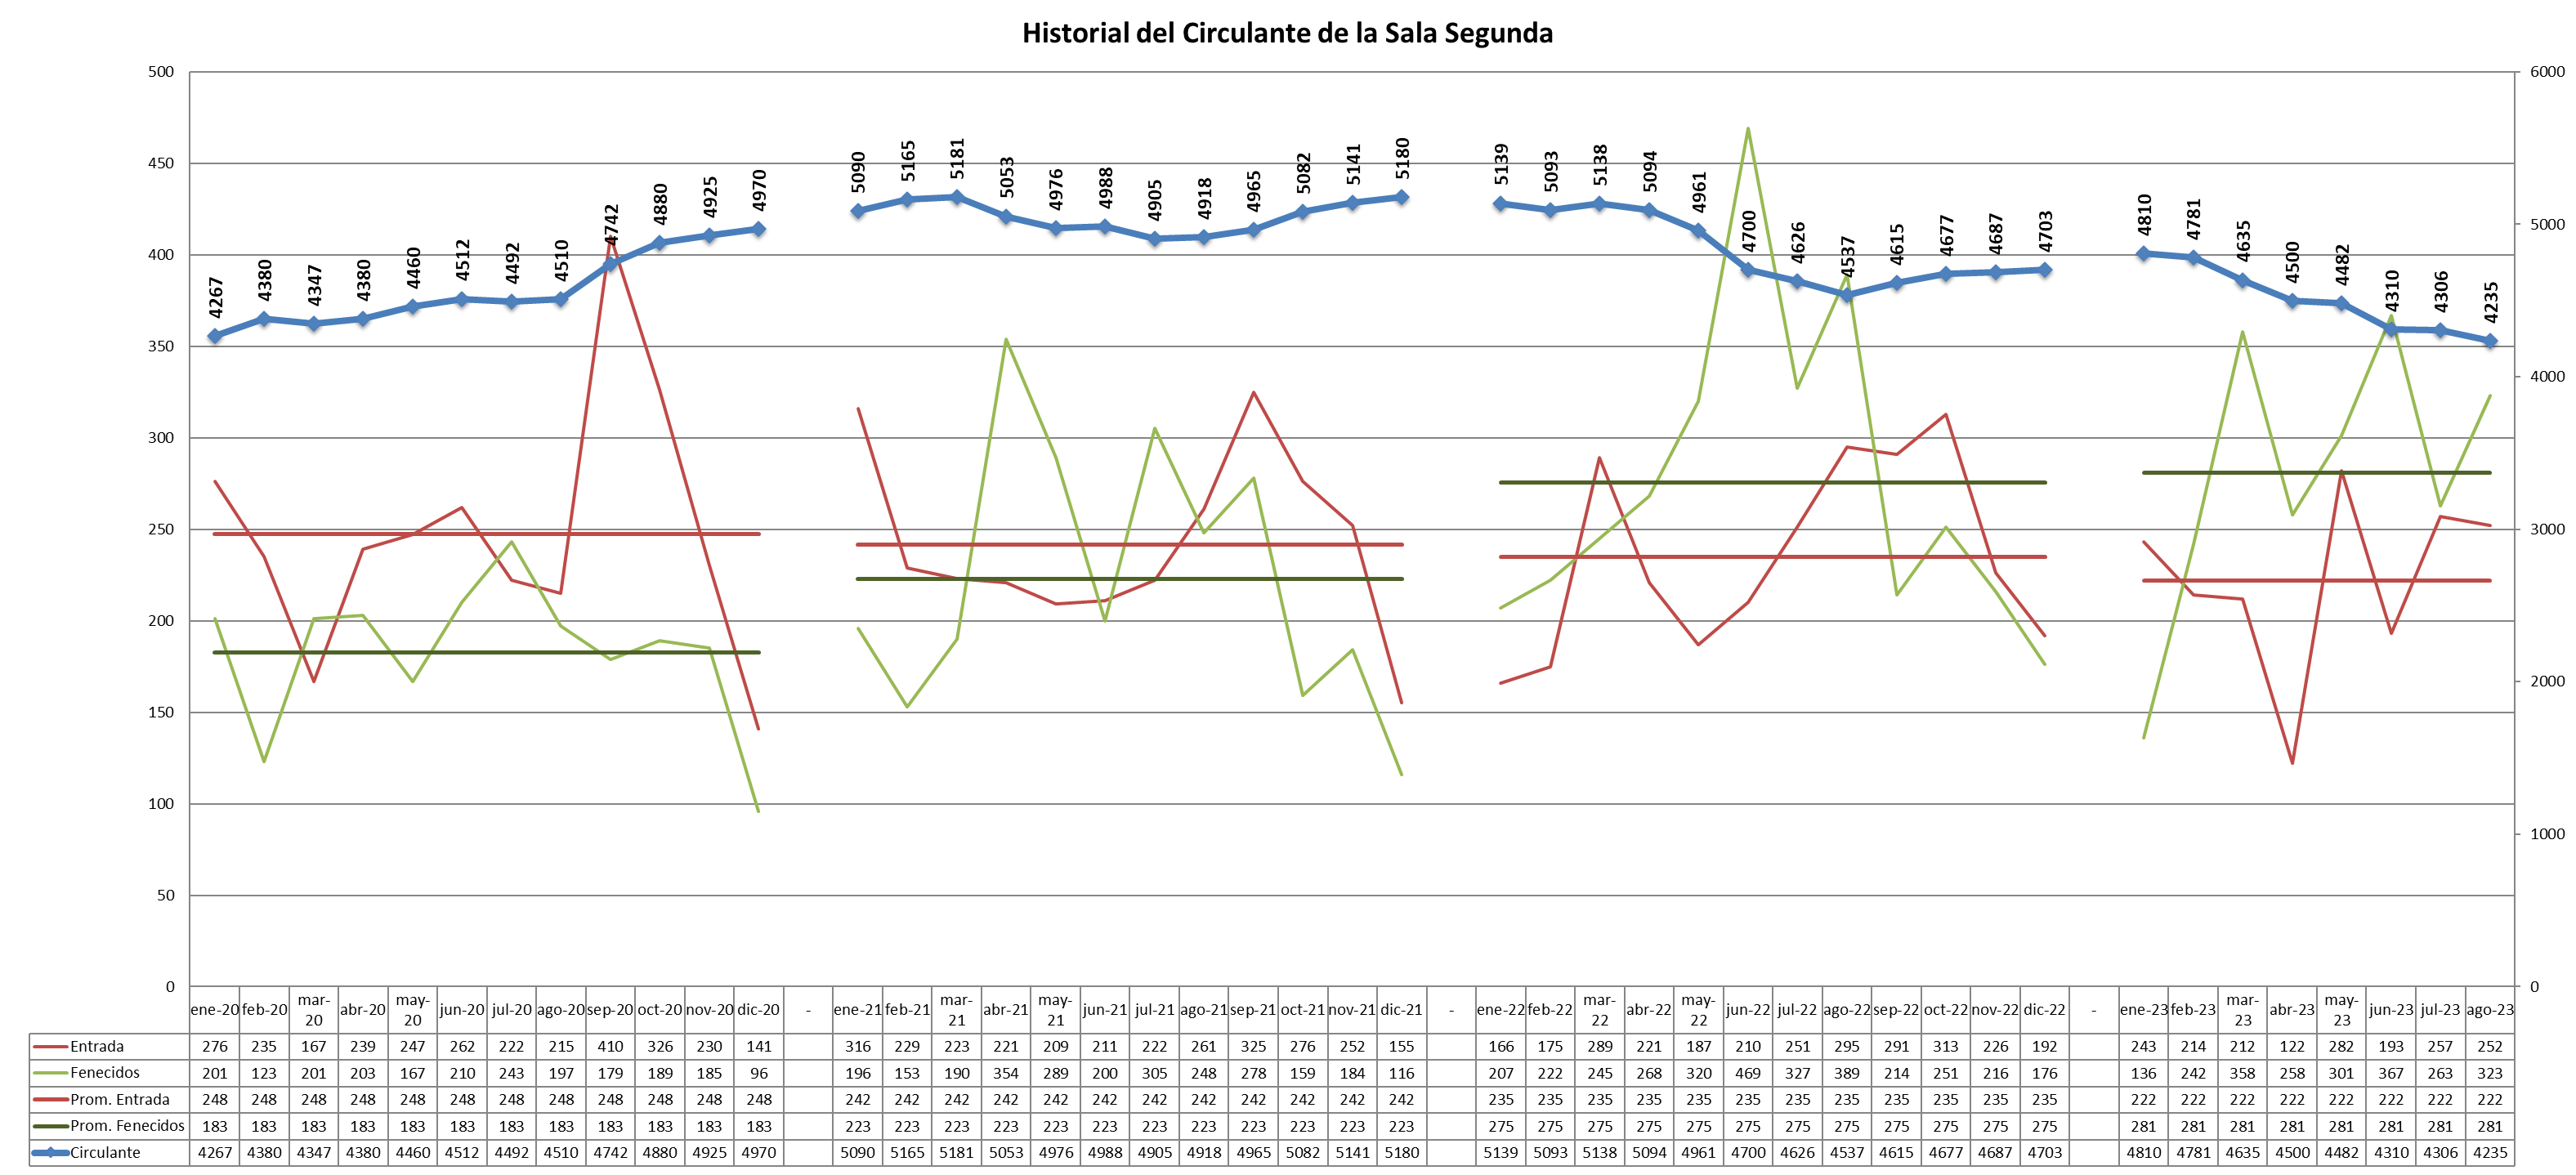 Historial del Circulante de la Sala Segunda
500
450
400
350
300
250
200
150
100
50
0
6000
5000
4000
3000
2000
1000
0
4267 4380 4347 4380 4460 4512 4492 4510 4742 4880 4925 4970 5090 5165 5181 5053 4976 4988 4905 4918 4965 5082 5141 5180 5139 5093 5138 5094 4961 4700 4626 4537 4615 4677 4687 4703 4810 4781 4635 4500 4482 4310 4306 4235
ene-20 feb-20 mar-20 abr-20 may-20 jun-20 jul-20 ago-20 sep-20 oct-20 nov-20 dic-20 - ene-21 feb-21 mar-21 abr-21 may-21 jun-21 jul-21 ago-21 sep-21 oct-21 nov-21 dic-21 - ene-22 feb-22 mar-22 abr-22 may-22 jun-22 jul-22 ago-22 sep-22 oct-22 nov-22 dic-22 - ene-23 feb-23 mar-23 abr-23 may-23 jun-23 jul-23 ago-23
Entrada 276 235 167 239 247 262 222 215 410 326 230 141 316 229 223 221 209 211 222 261 325 276 252 155 166 175 289 221 187 210 251 295 291 313 226 192 243 214 212 122 282 193 257 252
Fenecidos 201 123 201 203 167 210 243 197 179 189 185 96 196 153 190 354 289 200 305 248 278 159 184 116 207 222 245 268 320 469 327 389 214 251 216 176 136 242 358 258 301 367 263 323
Prom. Entrada 248 248 248 248 248 248 248 248 248 248 248 248 242 242 242 242 242 242 242 242 242 242 242 242 235 235 235 235 235 235 235 235 235 235 235 235 222 222 222 222 222 222 222 222
Prom. Fenecidos 183 183 183 183 183 183 183 183 183 183 183 183 223 223 223 223 223 223 223 223 223 223 223 223 275 275 275 275 275 275 275 275 275 275 275 275 281 281 281 281 281 281 281 281
Circulante 4267 4380 4347 4380 4460 4512 4492 4510 4742 4880 4925 4970 5090 5165 5181 5053 4976 4988 4905 4918 4965 5082 5141 5180 5139 5093 5138 5094 4961 4700 4626 4537 4615 4677 4687 4703 4810 4781 4635 4500 4482 4310 4306 4235